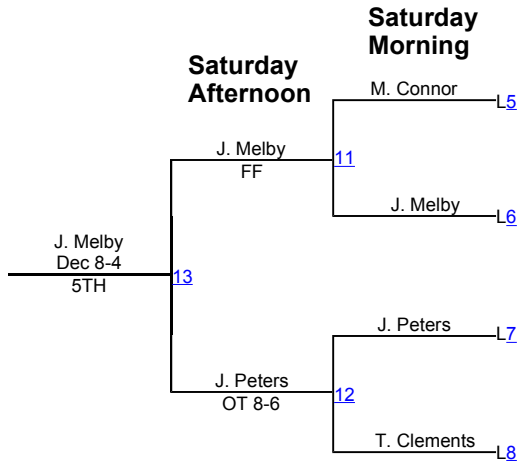 Saturday
Morning
Saturday
Afternoon
M. Connor
L5
J. Melby
FF
11
J. Melby
L6
J. Melby
Dec 8-4
5TH
13
J. Peters
L7
J. Peters
OT 8-6
12
T. Clements
L8